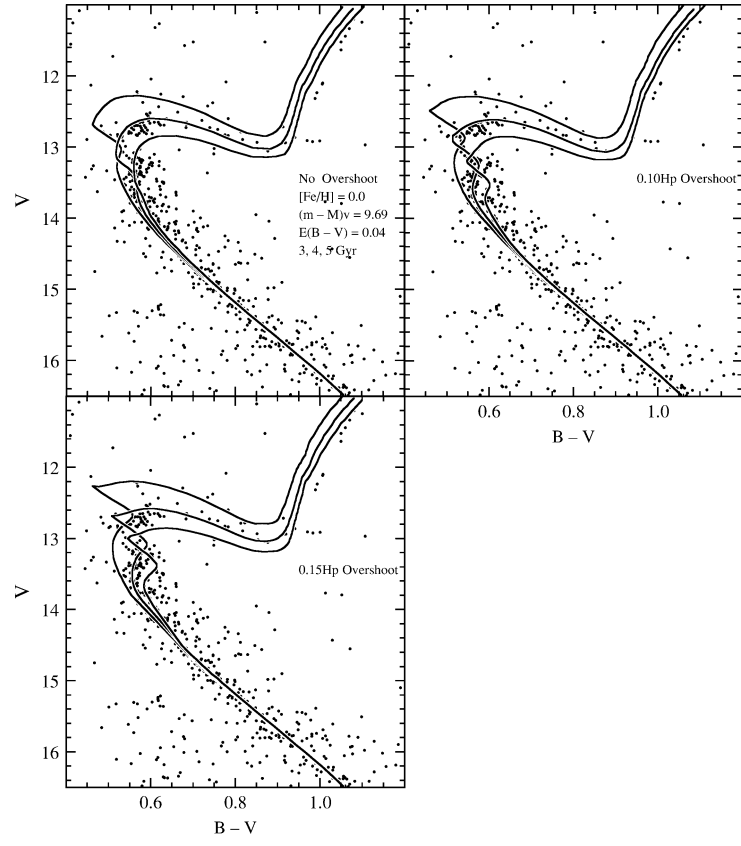 12
13
14
15
16
V
No Overshoot
[Fe/H] = 0.0
(m – M)v = 9.69
E(B – V) = 0.04
3, 4, 5 Gyr
0.10Hp Overshoot
0.6 0.8 1.0
B – V
12
13
14
15
16
V
0.15Hp Overshoot
0.6 0.8 1.0
B – V